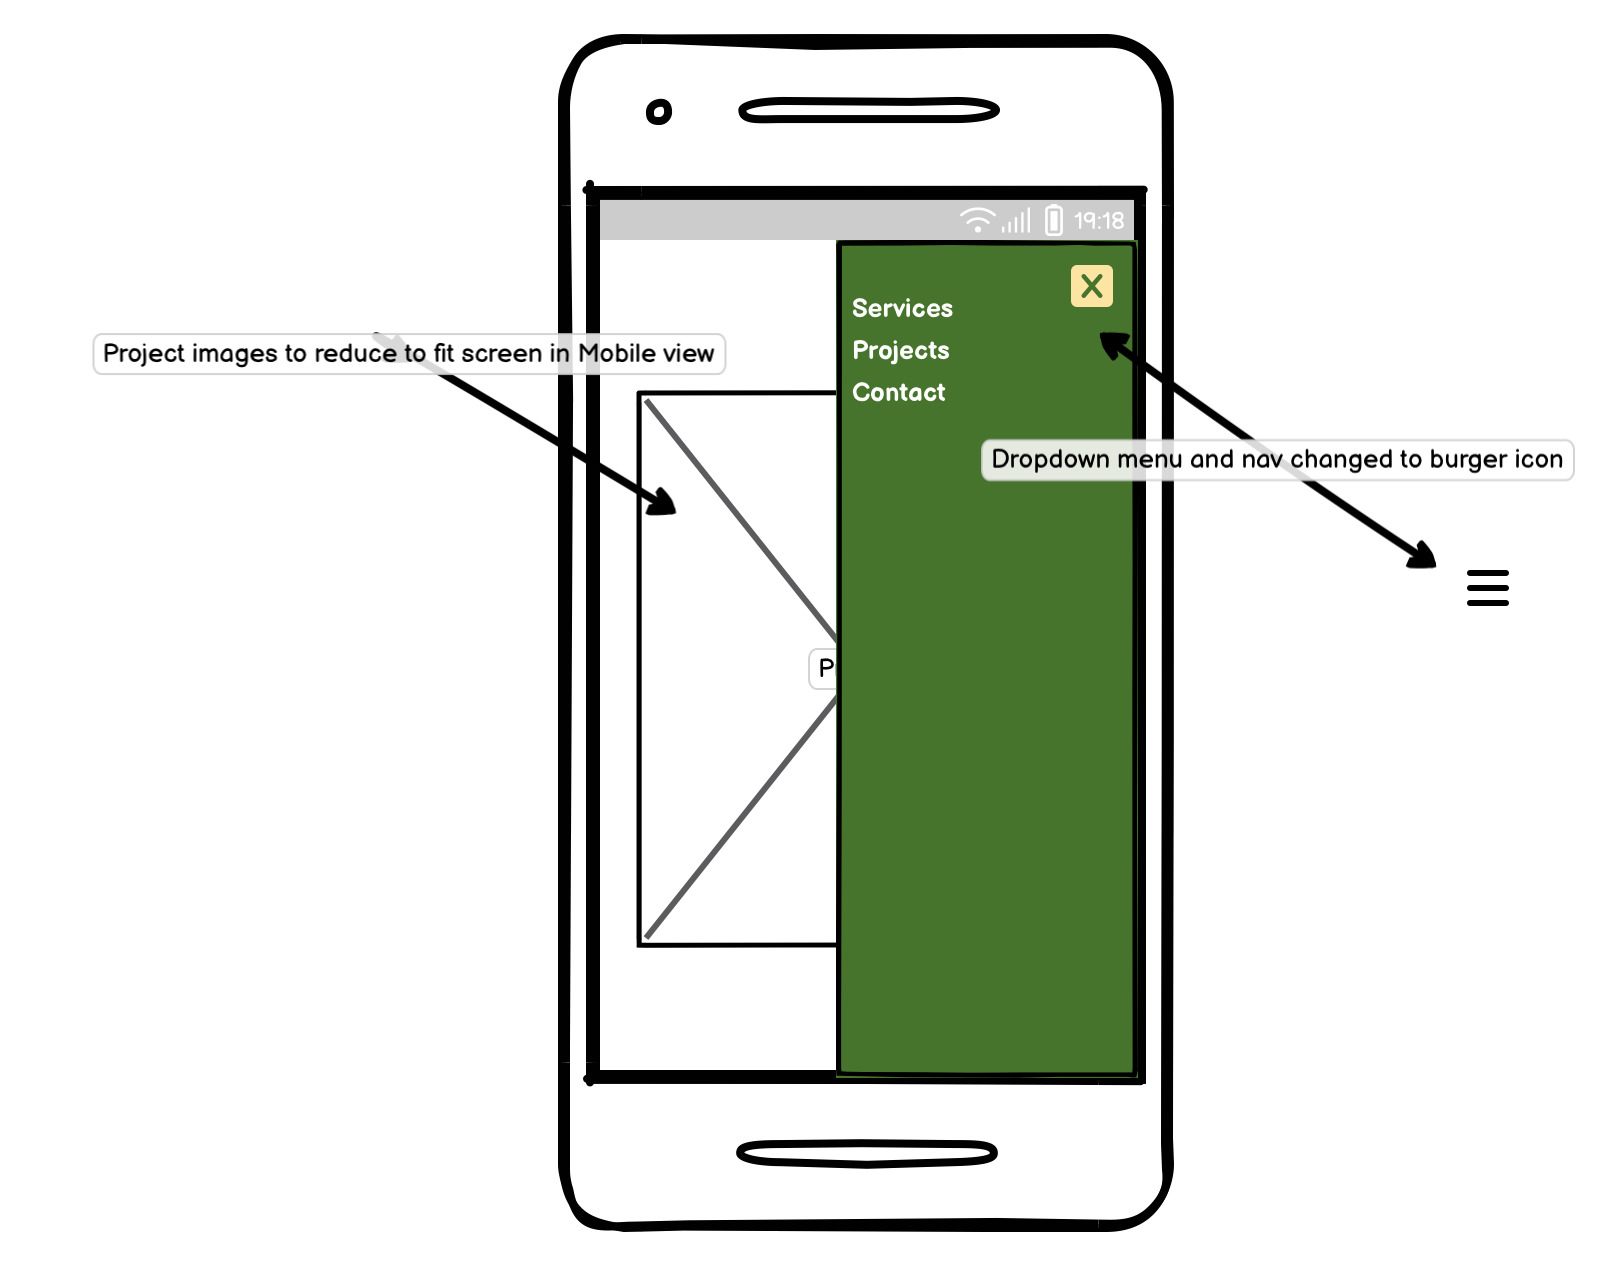 19:18
X
Services
Project images to reduce to fit screen in Mobile view
Projects
Contact
Dropdown menu and nav changed to burger icon